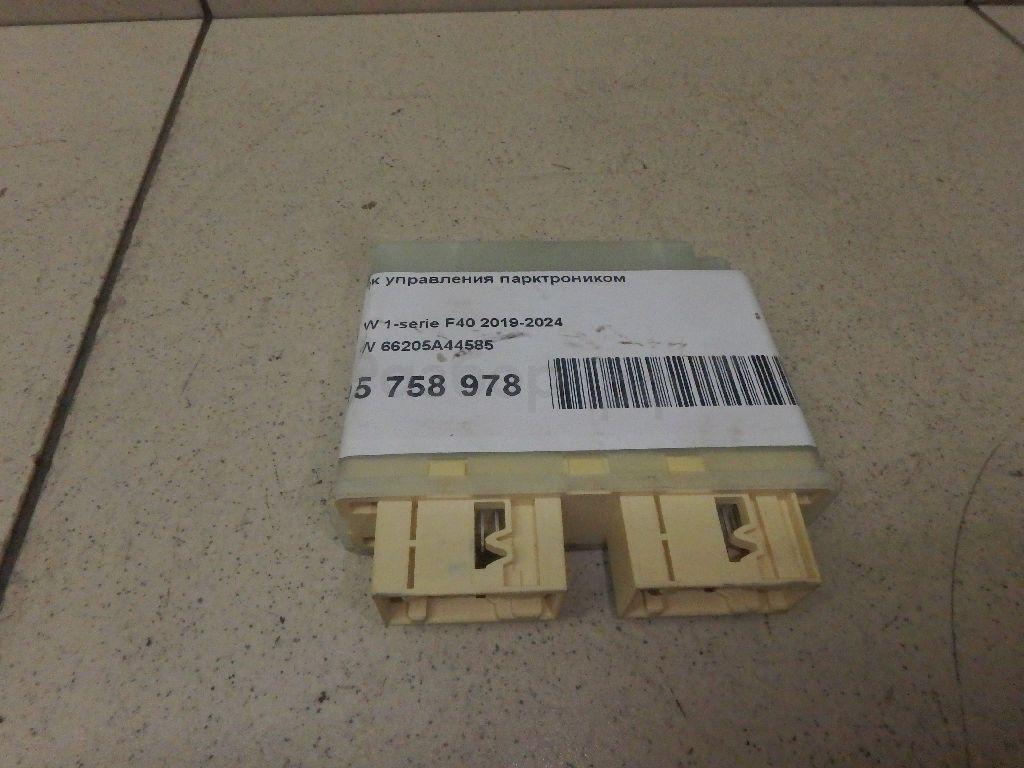 к управления парктроником
W 1-serie F40 2019-2024
W 66205A44585
5 758 978